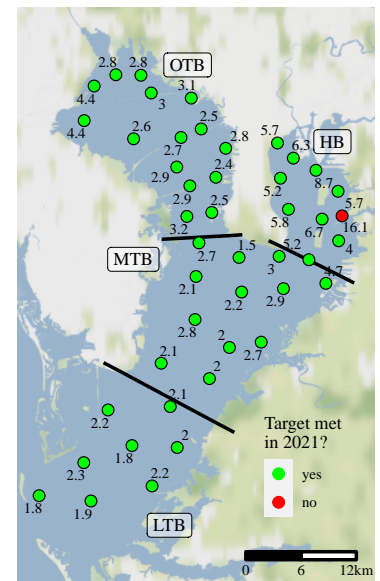 2.8 2.8
OTB
4.4 3 3.1
4.4 2.6 2.7 2.5
2.8
5.7
HB
6.3
2.9 2.4 5.2 8.7
5.7
2.9 2.5 5.8 6.7 16.1
3.2
4
MTB 2.7 1.5 5.2
3
4.7
2.1 2.2 2.9
2.8
2 2.7
2.1
2
2.1
2.2
1.8 2
2.3
2.2
1.8 1.9
LTB
Target met
in 2021?
yes
no
0 6 12km